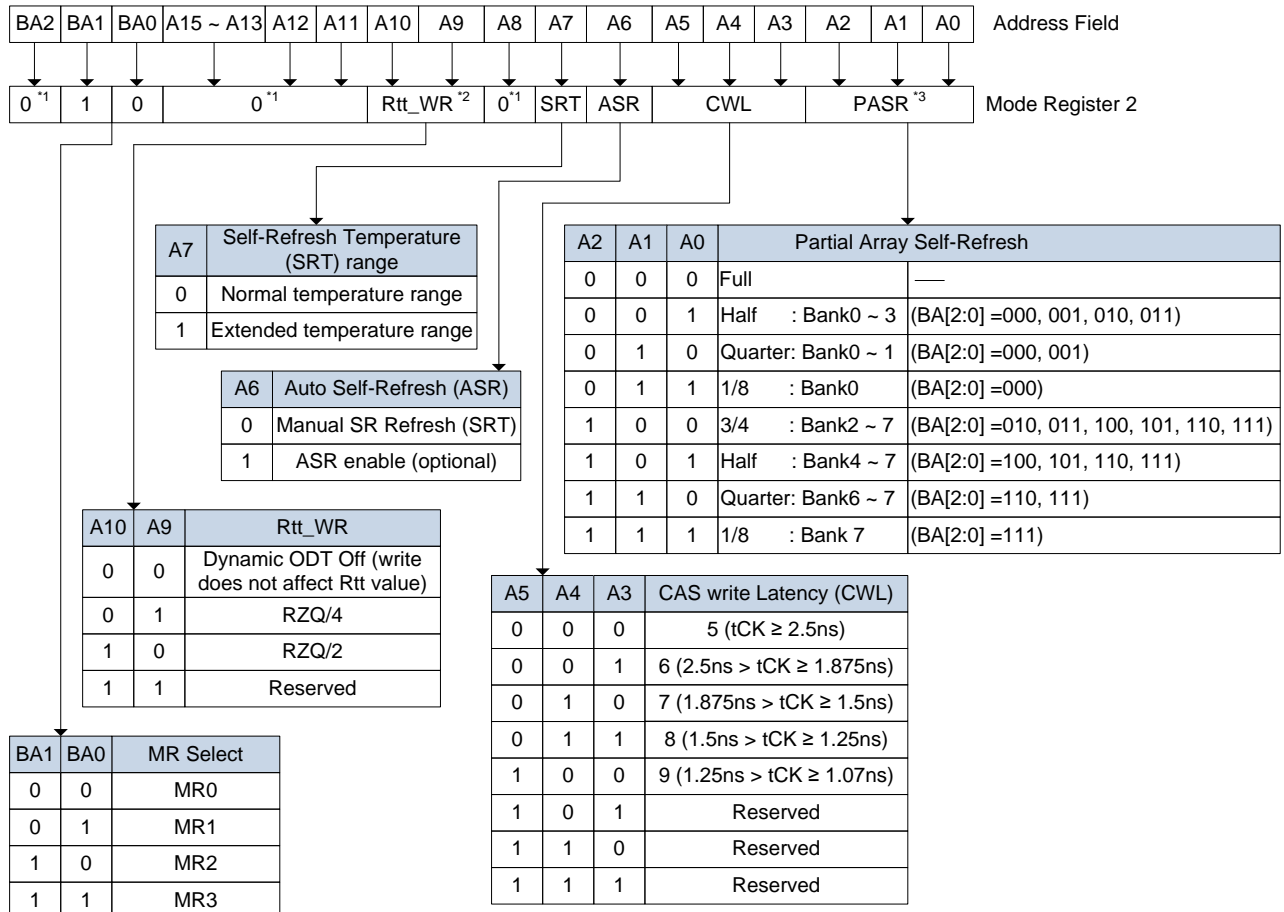 BA2 BA1 BA0 A15 ~ A13 A12 A11 A10 A9 A8 A7 A6 A5 A4 A3 A2 A1 A0 Address Field
0*1 1 0 0*1 Rtt_WR*2 0*1 SRT ASR CWL PASR*3 Mode Register 2
A7 Self-Refresh Temperature
(SRT) range
0 Normal temperature range
1 Extended temperature range
A6 Auto Self-Refresh (ASR)
0 Manual SR Refresh (SRT)
1 ASR enable (optional)
A2 A1 A0 Partial Array Self-Refresh
0 0 0 Full —
0 0 1 Half : Bank0 ~ 3 (BA[2:0] =000, 001, 010, 011)
0 1 0 Quarter: Bank0 ~ 1 (BA[2:0] =000, 001)
0 1 1 1/8 : Bank0 (BA[2:0] =000)
1 0 0 3/4 : Bank2 ~ 7 (BA[2:0] =010, 011, 100, 101, 110, 111)
1 0 1 Half : Bank4 ~ 7 (BA[2:0] =100, 101, 110, 111)
1 1 0 Quarter: Bank6 ~ 7 (BA[2:0] =110, 111)
1 1 1 1/8 : Bank 7 (BA[2:0] =111)
A10 A9 Rtt_WR
0 0 Dynamic ODT Off (write
does not affect Rtt value)
0 1 RZQ/4
1 0 RZQ/2
1 1 Reserved
A5 A4 A3 CAS write Latency (CWL)
0 0 0 5 (tCK ≥ 2.5ns)
0 0 1 6 (2.5ns > tCK ≥ 1.875ns)
0 1 0 7 (1.875ns > tCK ≥ 1.5ns)
0 1 1 8 (1.5ns > tCK ≥ 1.25ns)
1 0 0 9 (1.25ns > tCK ≥ 1.07ns)
1 0 1 Reserved
1 1 0 Reserved
1 1 1 Reserved
BA1 BA0 MR Select
0 0 MR0
0 1 MR1
1 0 MR2
1 1 MR3